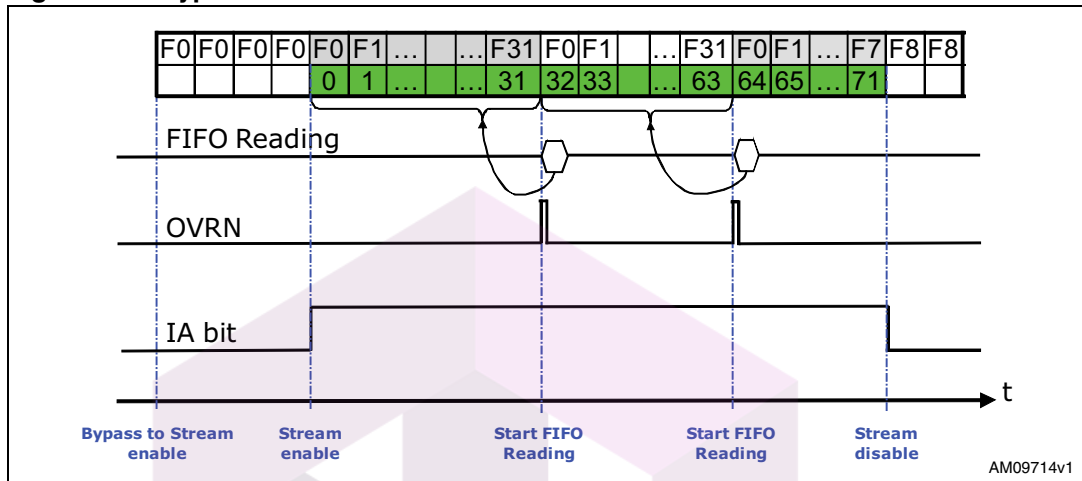 F0 F0 F0 F0 F0 F1 ... ... F31 F0 F1 ... F31 F0 F1 ... F7 F8 F8
0 1 ... ... 31 32 33 ... 63 64 65 ... 71
FIFO Reading
OVRN
IA bit
t
Bypass to Stream enable
Stream enable
Start FIFO Reading
Start FIFO Reading
Stream disable
AM09714v1